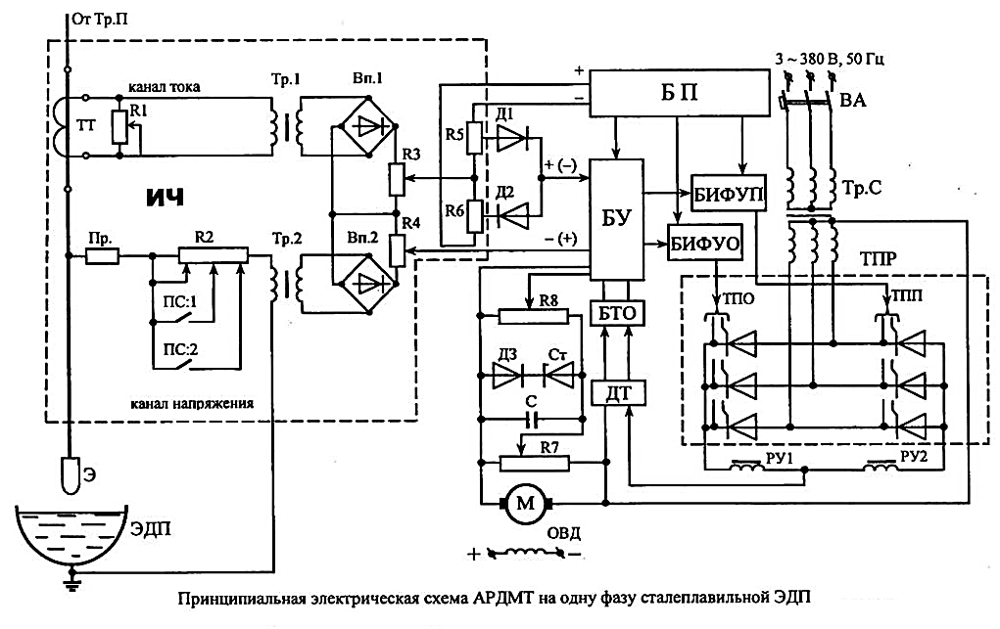 От Тр.П
3 ~ 380 В, 50 Гц
канал тока
Тр.1
Вп.1
+
–
Б П
ВА
ТТ
R1
R5
Д1
R3
+ (–)
Тр.С
ИЧ
Д2
БУ
БИФУП
R6
R4
Пр.
R2
Тр.2
Вп.2
– (+)
БИФУО
ТПР
ПС:1
R8
ТПО
ТПП
БТО
ПС:2
Д3
Ст
ДТ
С
канал напряжения
R7
РУ1
РУ2
Э
М
ЭДП
ОВД
+
–
Принципиальная электрическая схема АРДМТ на одну фазу сталеплавильной ЭДП